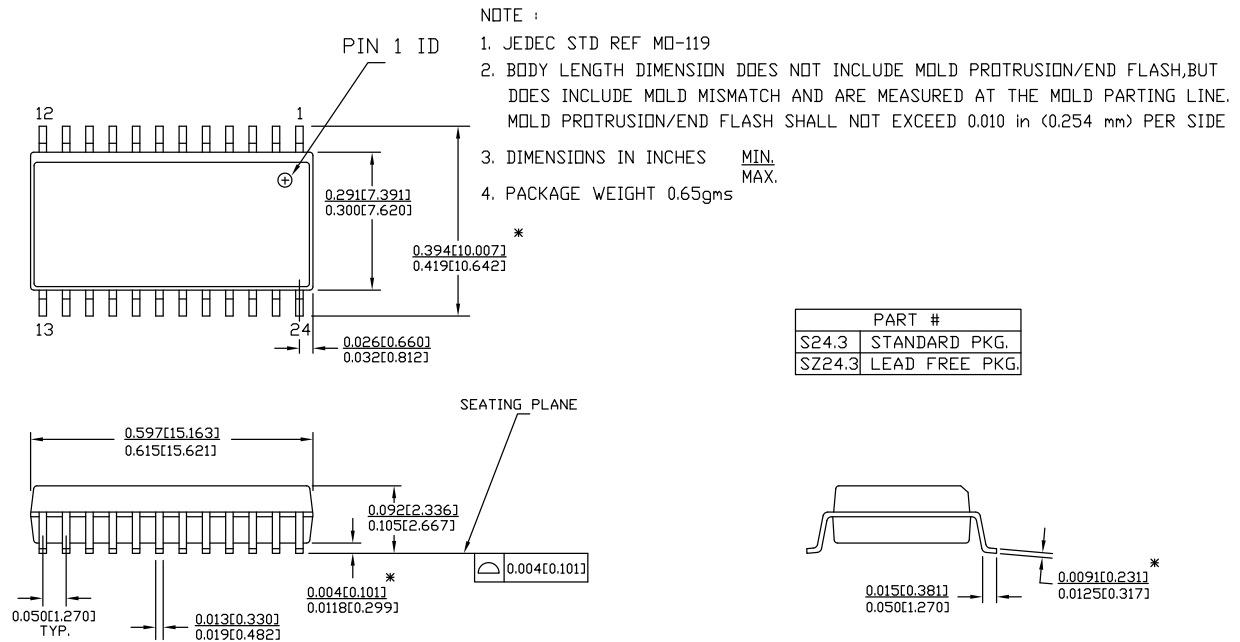 NOTE :
1. JEDEC STD REF MO-119
2. BODY LENGTH DIMENSION DOES NOT INCLUDE MOLD PROTRUSION/END FLASH,BUT
DOES INCLUDE MOLD MISMATCH AND ARE MEASURED AT THE MOLD PARTING LINE.
MOLD PROTRUSION/END FLASH SHALL NOT EXCEED 0.010 in (0.254 mm) PER SIDE
3. DIMENSIONS IN INCHES MIN.
MAX.
4. PACKAGE WEIGHT 0.65gms
PIN 1 ID
12 1
0.291[7.391]
0.300[7.620]
*
0.394[10.007]
0.419[10.642]
13 24
0.026[0.660]
0.032[0.812]
PART #
S24.3 STANDARD PKG.
SZ24.3 LEAD FREE PKG.
SEATING PLANE
0.597[15.163]
0.615[15.621]
0.092[2.336]
0.105[2.667]
0.004[0.101]
*
0.004[0.101]
0.0118[0.299]
0.050[1.270]
TYP.
0.013[0.330]
0.019[0.482]
0.015[0.381]
0.050[1.270]
*
0.0091[0.231]
0.0125[0.317]